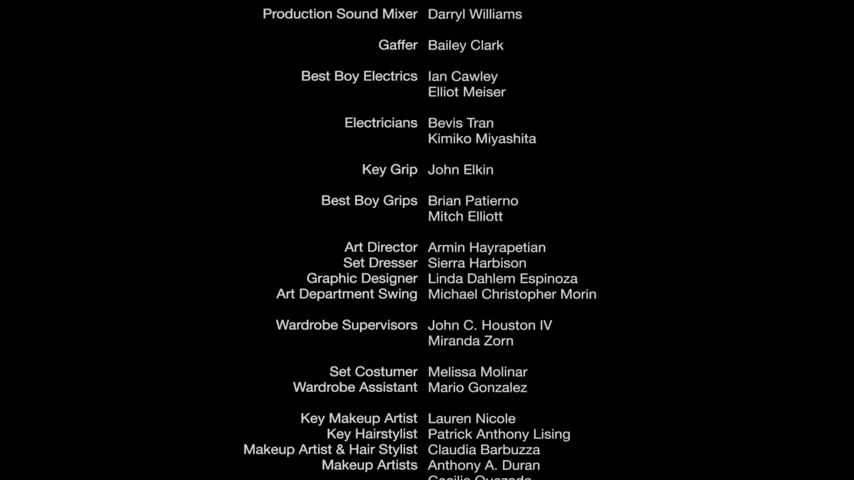 Production Sound Mixer Darryl Williams
Gaffer Bailey Clark
Best Boy Electrics Ian Cawley
Elliot Meiser
Electricians Bevis Tran
Kimiko Miyashita
Key Grip John Elkin
Best Boy Grips Brian Patierno
Mitch Elliott
Art Director Armin Hayrapetian
Set Dresser Sierra Harbison
Graphic Designer Linda Dahlem Espinoza
Art Department Swing Michael Christopher Morin
Wardrobe Supervisors John C. Houston IV
Miranda Zorn
Set Costumer Melissa Molinar
Wardrobe Assistant Mario Gonzalez
Key Makeup Artist Lauren Nicole
Key Hairstylist Patrick Anthony Lising
Makeup Artist & Hair Stylist Claudia Barbuzza
Makeup Artists Anthony A. Duran